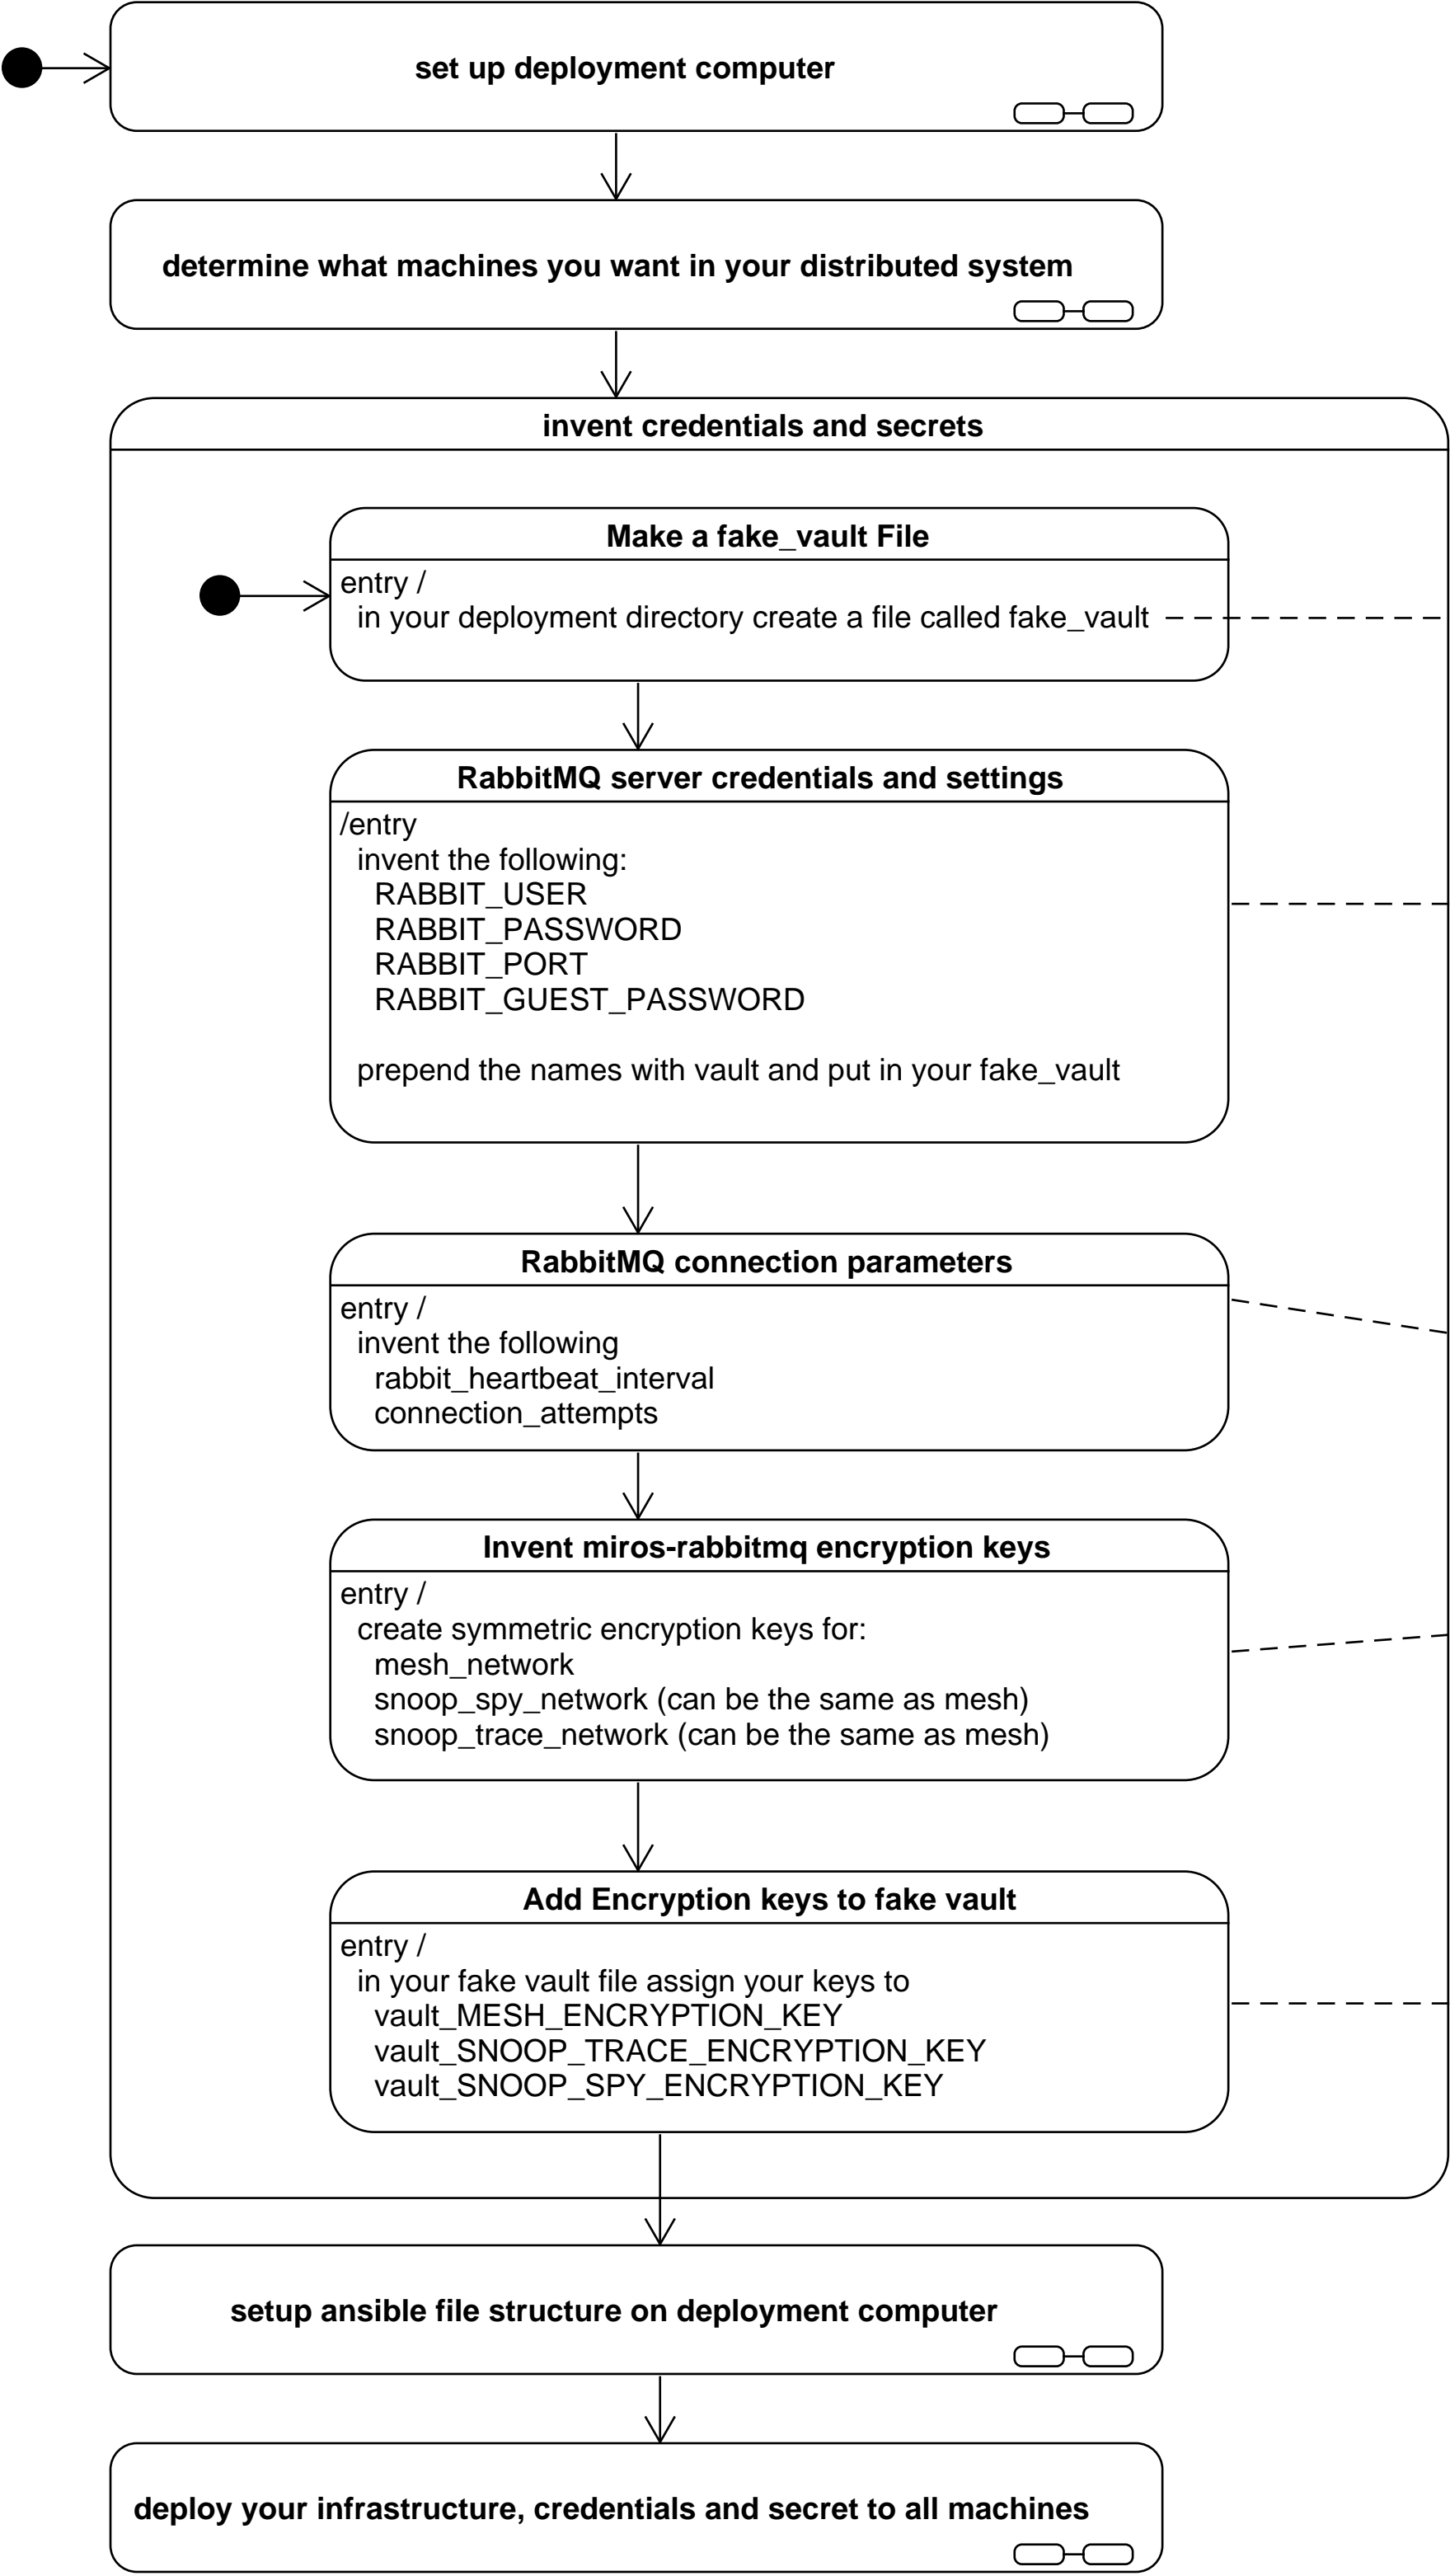 set up deployment computer
determine what machines you want in your distributed system
invent credentials and secrets
Make a fake_vault File
entry /
in your deployment directory create a file called fake_vault
RabbitMQ server credentials and settings
/entry
invent the following:
RABBIT_USER
RABBIT_PASSWORD
RABBIT_PORT
RABBIT_GUEST_PASSWORD
prepend the names with vault and put in your fake_vault
RabbitMQ connection parameters
entry /
invent the following
rabbit_heartbeat_interval
connection_attempts
Invent miros-rabbitmq encryption keys
entry /
create symmetric encryption keys for:
mesh_network
snoop_spy_network (can be the same as mesh)
snoop_trace_network (can be the same as mesh)
Add Encryption keys to fake vault
entry /
in your fake vault file assign your keys to
vault_MESH_ENCRYPTION_KEY
vault_SNOOP_TRACE_ENCRYPTION_KEY
vault_SNOOP_SPY_ENCRYPTION_KEY
setup ansible file structure on deployment computer
deploy your infrastructure, credentials and secret to all machines